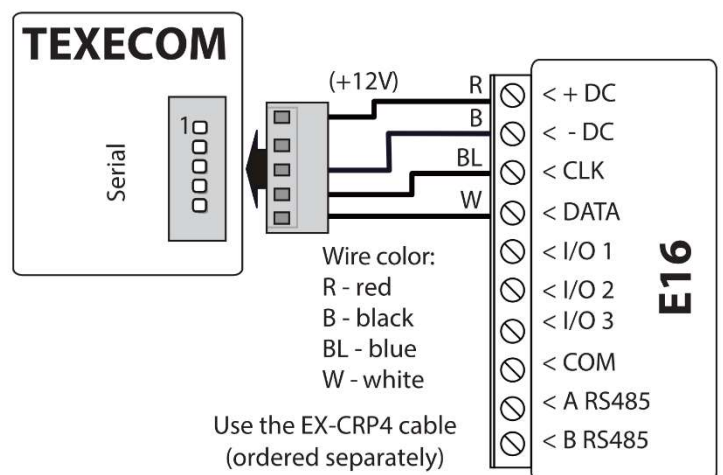 TEXECOM
1
Serial
(+12V)
R
B
BL
W
< + DC
< - DC
< CLK
< DATA
< I/O 1
< I/O 2
< I/O 3
< COM
< A RS485
< B RS485
E16
Wire color:
R - red
B - black
BL - blue
W - white
Use the EX-CRP4 cable
(ordered separately)